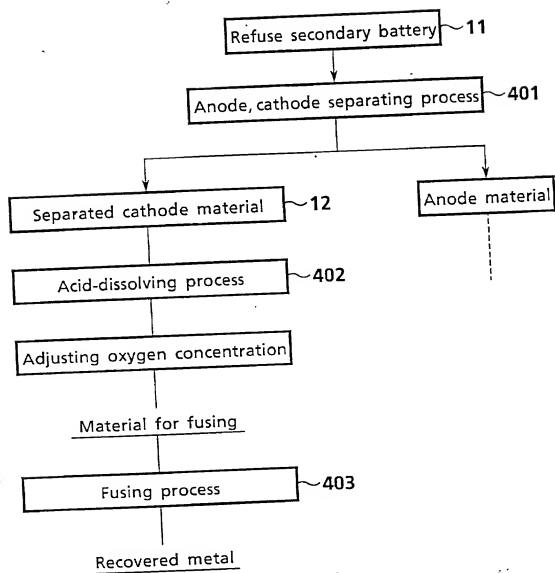 Refuse secondary battery 11
Anode, cathode separating process 401
Separated cathode material 12
Anode material
Acid-dissolving process 402
Adjusting oxygen concentration
Material for fusing
Fusing process 403
Recovered metal